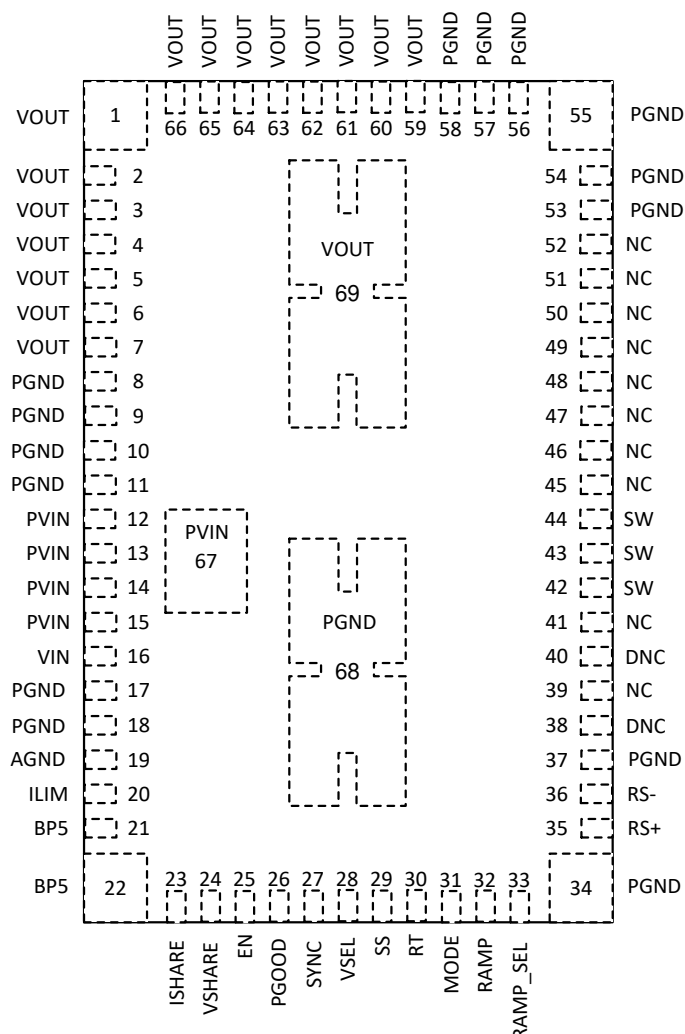 VOUT VOUT VOUT VOUT VOUT VOUT VOUT VOUT PGND PGND PGND
66 65 64 63 62 61 60 59 58 57 56
VOUT 1 55 PGND
VOUT 2 54 PGND
VOUT 3 53 PGND
VOUT 4 52 NC
VOUT
VOUT 5 51 NC
69
VOUT 6 50 NC
VOUT 7 49 NC
PGND 8 48 NC
PGND 9 47 NC
PGND 10 46 NC
PGND 11 45 NC
PVIN 12 44 SW
PVIN
67
PVIN 13 43 SW
PVIN 14 42 SW
PGND
PVIN 15 41 NC
VIN 16 40 DNC
68
PGND 17 39 NC
PGND 18 38 DNC
AGND 19 37 PGND
ILIM 20 36 RS-
BP5 21 35 RS+
BP5 22 34 PGND
23 24 25 26 27 28 29 30 31 32 33
ISHARE VSHARE EN PGOOD SYNC VSEL SS RT MODE RAMP RAMP_SEL